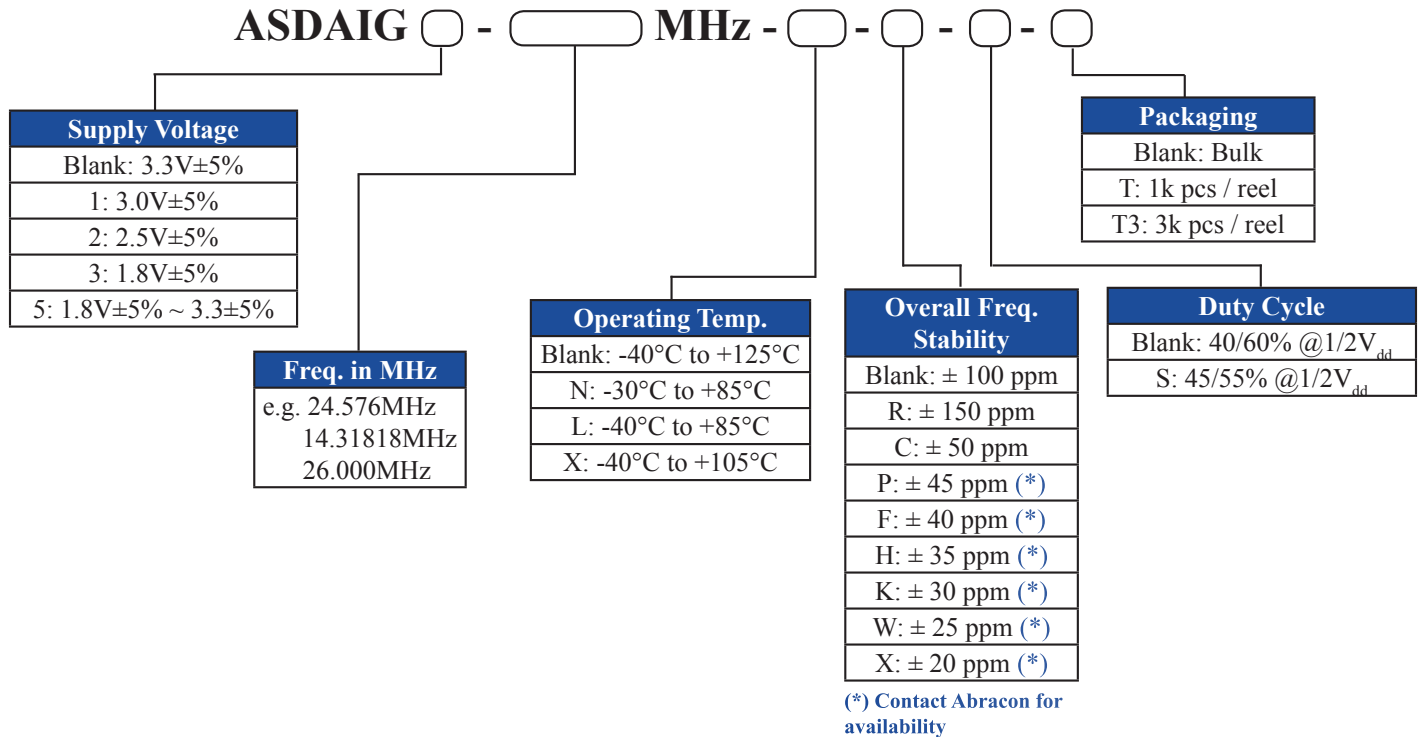 ASDAIG - MHz - - - -
Supply Voltage
Blank: 3.3V±5%
1: 3.0V±5%
2: 2.5V±5%
3: 1.8V±5%
5: 1.8V±5% ~ 3.3±5%
Freq. in MHz
e.g. 24.576MHz
14.31818MHz
26.000MHz
Operating Temp.
Blank: -40°C to +125°C
N: -30°C to +85°C
L: -40°C to +85°C
X: -40°C to +105°C
Overall Freq.
Stability
Blank: ± 100 ppm
R: ± 150 ppm
C: ± 50 ppm
P: ± 45 ppm (*)
F: ± 40 ppm (*)
H: ± 35 ppm (*)
K: ± 30 ppm (*)
W: ± 25 ppm (*)
X: ± 20 ppm (*)
(*) Contact Abracon for
availability
Duty Cycle
Blank: 40/60% @1/2Vdd
S: 45/55% @1/2Vdd
Packaging
Blank: Bulk
T: 1k pcs / reel
T3: 3k pcs / reel